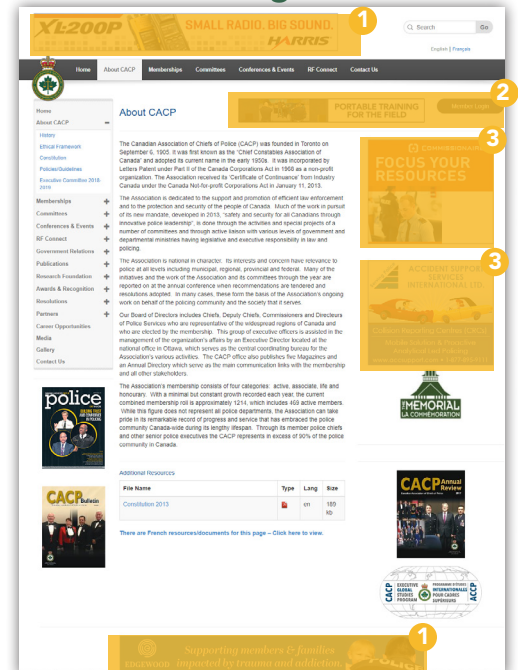 XL-200P
SMALL RADIO. BIG SOUND.
HARRIS
1
Search
Go
English | Français
Home
About CACP
Memberships
Committees
Conferences & Events
RF Connect
Contact Us
2
PORTABLE TRAINING
FOR THE FIELD
Member Login
Home
About CACP
History
Ethical Framework
Constitution
Policies/Guidelines
Executive Committee 2018-
2019
Memberships
Committees
Conferences & Events
RF Connect
Government Relations
Publications
Research Foundation
Awards & Recognition
Resolutions
Partners
Career Opportunities
Media
Gallery
Contact Us
About CACP
The Canadian Association of Chiefs of Police (CACP) was founded in Toronto on
September 6, 1905. It was first known as the 'Chief Constables Association of
Canada' and adopted its current name in the early 1950s. It was incorporated by
Letters Patent under Part II of the Canada Corporations Act in 1968 as a non-profit
organization. The Association received its 'Certificate of Continuance' from Industry
Canada under the Canada Not-for-profit Corporations Act in January 11, 2013.
The Association is dedicated to the support and promotion of efficient law enforcement
and to the protection and security of the people of Canada. Much of the work in pursuit
of its new mandate, developed in 2013, "safety and security for all Canadians through
innovative police leadership", is done through the activities and special projects of a
number of committees and through active liaison with various levels of government and
departmental ministries having legislative and executive responsibility in law and
policing.
The Association is national in character. Its interests and concern have relevance to
police at all levels including municipal, regional, provincial and federal. Many of the
initiatives and the work of the Association and its committees through the year are
reported on at the annual conference when recommendations are tendered and
resolutions adopted. In many cases, these form the basis of the Association's ongoing
work on behalf of the policing community and the society that it serves.
Our Board of Directors includes Chiefs, Deputy Chiefs, Commissioners and Directeurs
of Police Services who are representative of the widespread regions of Canada and
who are elected by the membership. This group of executive officers is assisted in the
management of the organization's affairs by an Executive Director located at the
national office in Ottawa, which serves as the central coordinating bureau for the
Association's various activities. The CACP office also publishes five Magazines and
an Annual Directory which serve as the main communication links with the membership
and all other stakeholders.
The Association's membership consists of four categories: active, associate, life and
honourary. With a minimal but constant growth recorded each year, the current
combined membership roll is approximately 1214, which includes 469 active members.
While this figure does not represent all police departments, the Association can take
pride in its remarkable record of progress and service that has embraced the police
community Canada-wide during its lengthy lifespan. Through its member police chiefs
and other senior police executives the CACP represents in excess of 90% of the police
community in Canada.
Additional Resources
File Name Type Lang Size
Constitution 2013 en 189
kb
There are French resources/documents for this page – Click here to view.
3
COMMISSIONAIRES
FOCUS YOUR
RESOURCES
3
ACCIDENT SUPPORT
SERVICES
INTERNATIONAL LTD.
Collision Reporting Centres (CRCs)
THE MEMORIAL
LA COMMÉMORATION
police
CACP Bulletin
CACP Annual
Review
CACP
EXECUTIVE
GLOBAL
STUDIES
PROGRAM
PROGRAMME D'ÉTUDES
INTERNATIONALES
POUR CADRES
SUPÉRIEURS
ACCP
1
EDGEWOOD
Supporting members & families
impacted by trauma and addiction.
POLICE